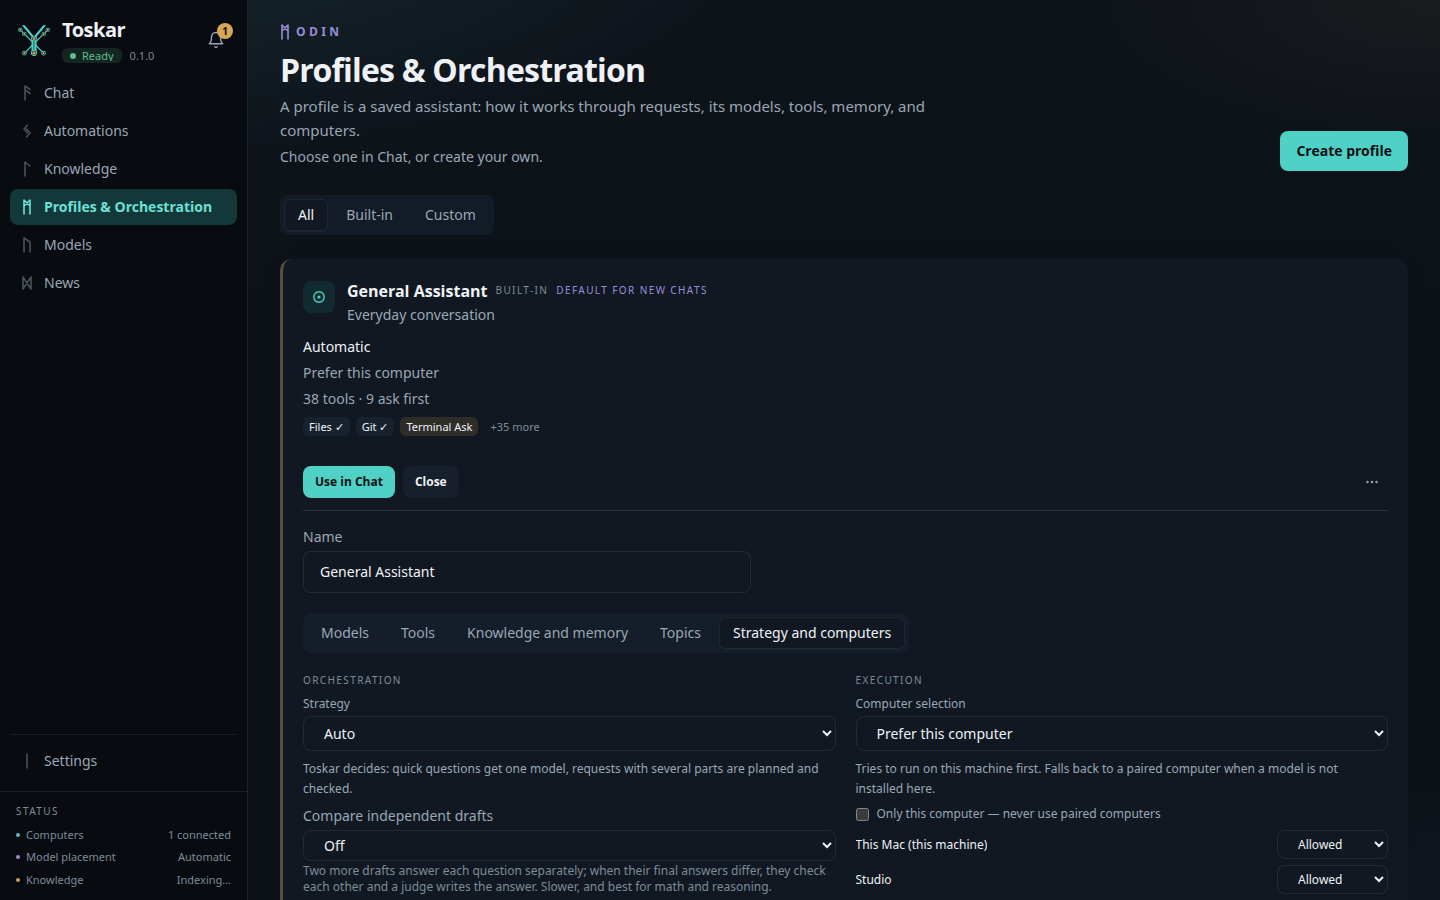 Toskar
Ready 0.1.0
1
Chat
Automations
Knowledge
Profiles & Orchestration
Models
News
Settings
STATUS
Computers 1 connected
Model placement Automatic
Knowledge Indexing...
ᛗ ODIN
Profiles & Orchestration
A profile is a saved assistant: how it works through requests, its models, tools, memory, and
computers.
Choose one in Chat, or create your own.
Create profile
All Built-in Custom
General Assistant BUILT-IN DEFAULT FOR NEW CHATS
Everyday conversation
Automatic
Prefer this computer
38 tools · 9 ask first
Files ✓ Git ✓ Terminal Ask +35 more
Use in Chat Close ···
Name
General Assistant
Models Tools Knowledge and memory Topics Strategy and computers
ORCHESTRATION
Strategy
Auto
Toskar decides: quick questions get one model, requests with several parts are planned and
checked.
Compare independent drafts
Off
Two more drafts answer each question separately; when their final answers differ, they check
each other and a judge writes the answer. Slower, and best for math and reasoning.
EXECUTION
Computer selection
Prefer this computer
Tries to run on this machine first. Falls back to a paired computer when a model is not
installed here.
Only this computer — never use paired computers
This Mac (this machine) Allowed
Studio Allowed